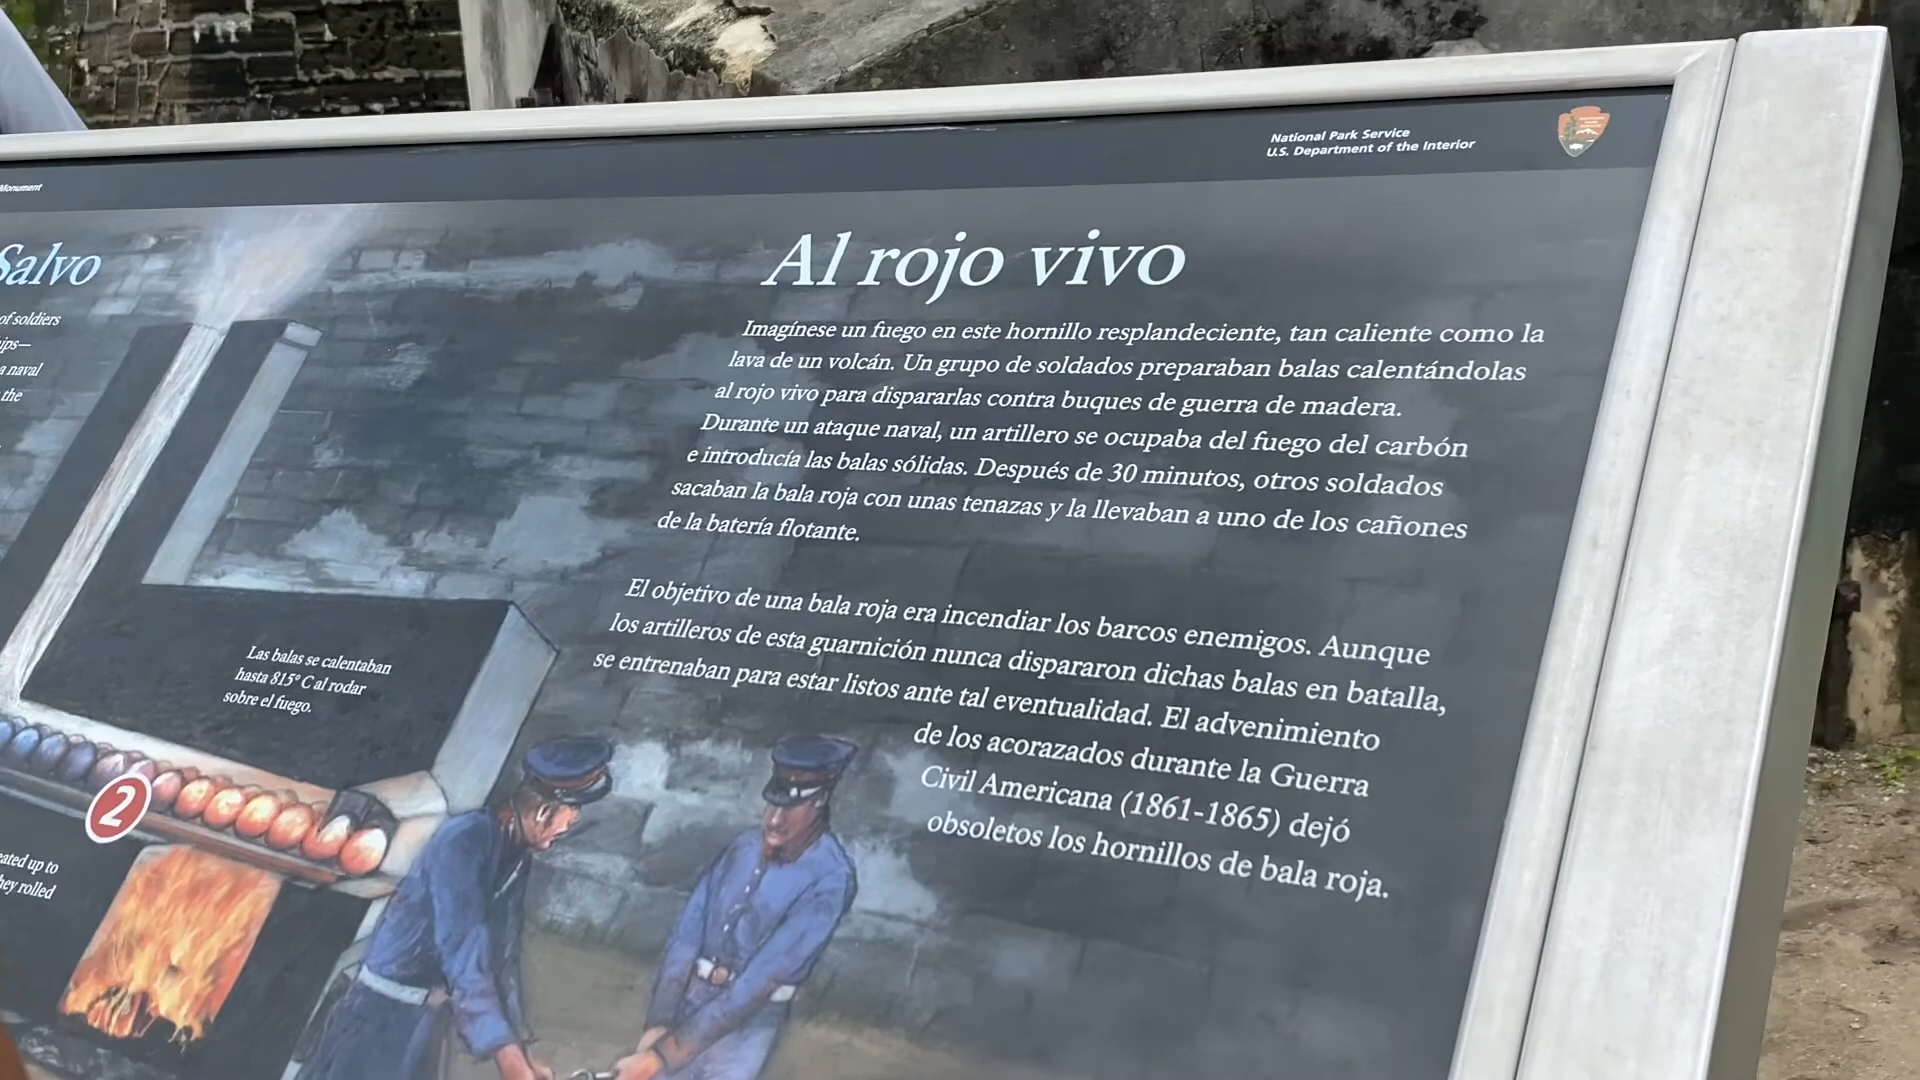 Monument
National Park Service
U.S. Department of the Interior
Salvo
of soldiers
ips—
a naval
the
Al rojo vivo
Imagínese un fuego en este hornillo resplandeciente, tan caliente como la
lava de un volcán. Un grupo de soldados preparaban balas calentándolas
al rojo vivo para dispararlas contra buques de guerra de madera.
Durante un ataque naval, un artillero se ocupaba del fuego del carbón
e introducía las balas sólidas. Después de 30 minutos, otros soldados
sacaban la bala roja con unas tenazas y la llevaban a uno de los cañones
de la batería flotante.
El objetivo de una bala roja era incendiar los barcos enemigos. Aunque
los artilleros de esta guarnición nunca dispararon dichas balas en batalla,
se entrenaban para estar listos ante tal eventualidad. El advenimiento
de los acorazados durante la Guerra
Civil Americana (1861-1865) dejó
obsoletos los hornillos de bala roja.
Las balas se calentaban
hasta 815° C al rodar
sobre el fuego.
2
eated up to
hey rolled